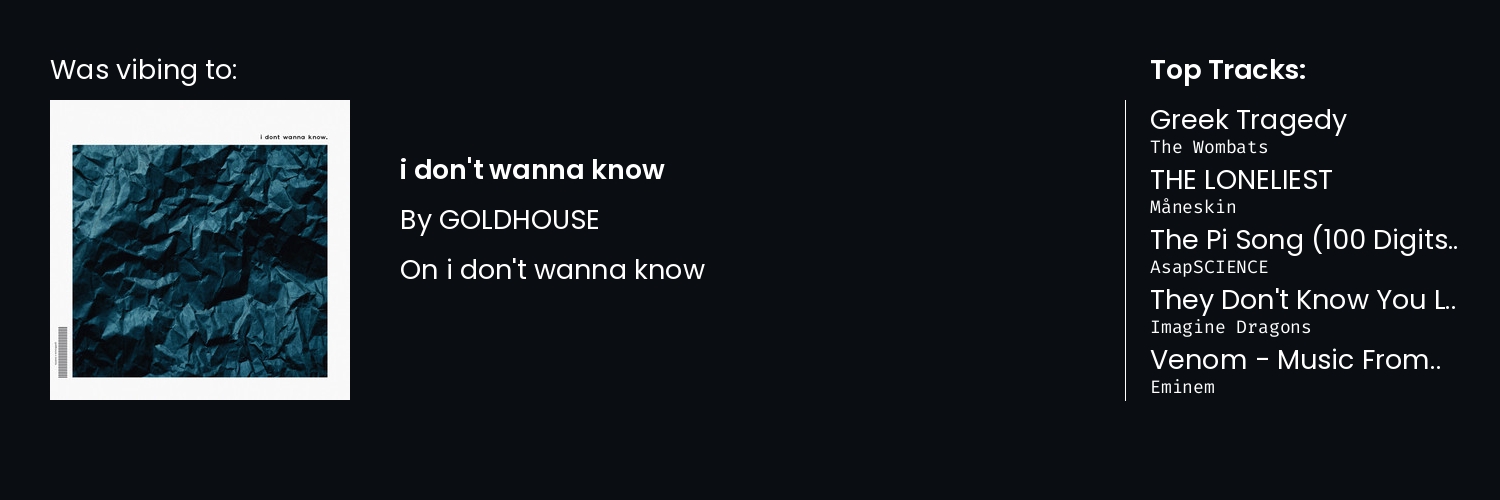 Was vibing to:
i dont wanna know.
i don't wanna know
By GOLDHOUSE
On i don't wanna know
Top Tracks:
Greek Tragedy
The Wombats
THE LONELIEST
Måneskin
The Pi Song (100 Digits..
AsapSCIENCE
They Don't Know You L..
Imagine Dragons
Venom - Music From..
Eminem